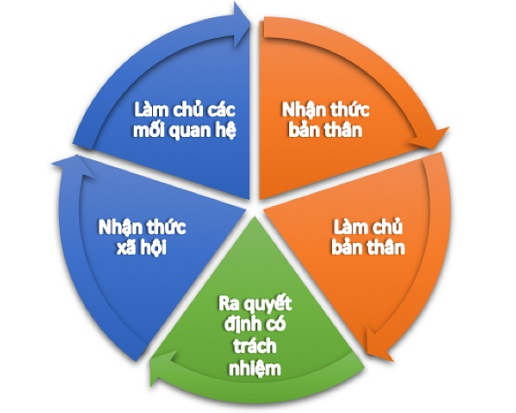 Làm chủ các
mối quan hệ
Nhận thức
bản thân
Nhận thức
xã hội
Làm chủ
bản thân
Ra quyết
định có
trách
nhiệm